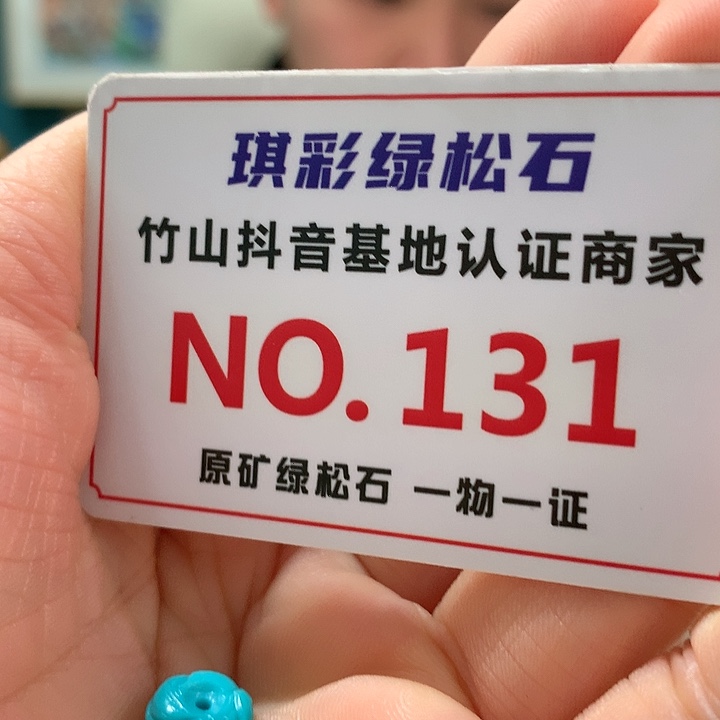 琪彩绿松石
竹山抖音基地认证商家
NO.131
原矿绿松石 一物一证